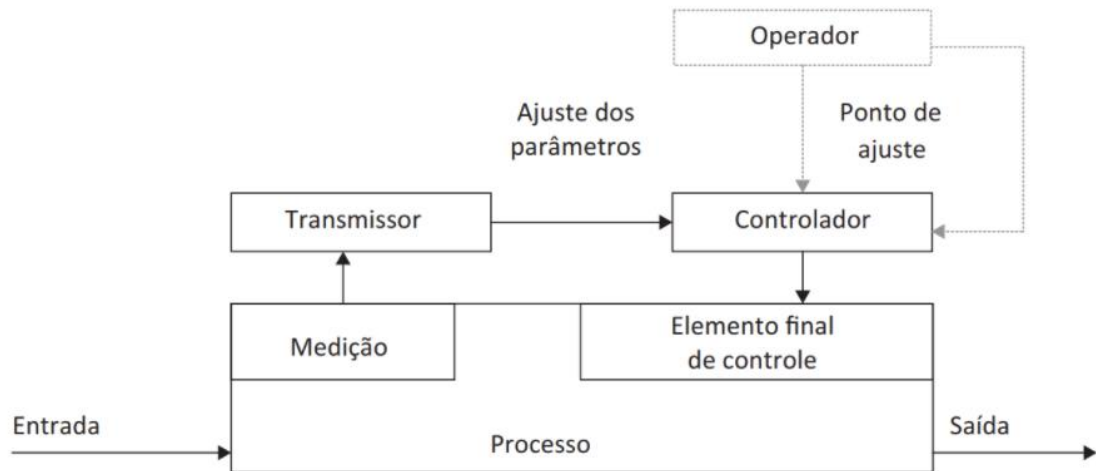 Operador
Ajuste dos
parâmetros
Ponto de
ajuste
Transmissor
Controlador
Medição
Elemento final
de controle
Entrada
Processo
Saída